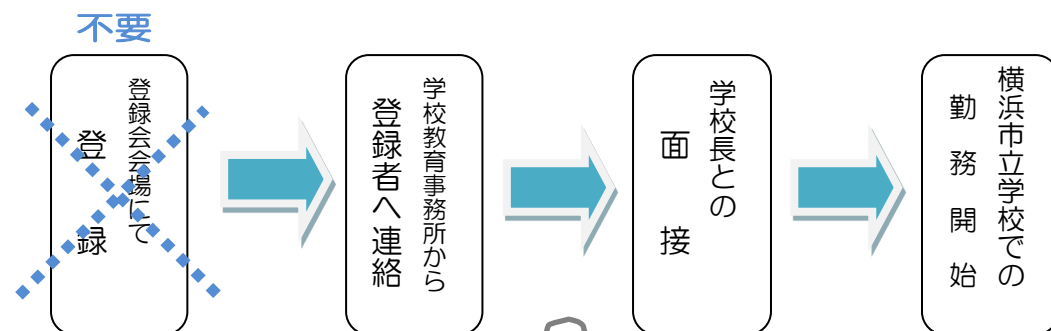 不要
登録会会場にて
登録
学校教育事務所から
登録者へ連絡
学校長との
面接
横浜市立学校での
勤務開始